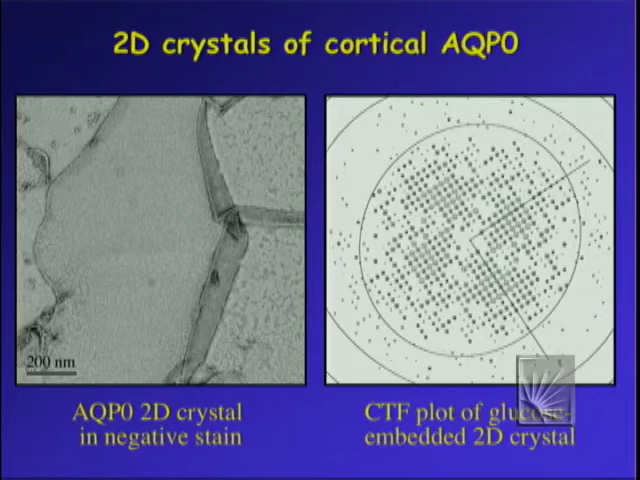 2D crystals of cortical AQP0
200 nm
AQP0 2D crystal
in negative stain
CTF plot of glucose-
embedded 2D crystal